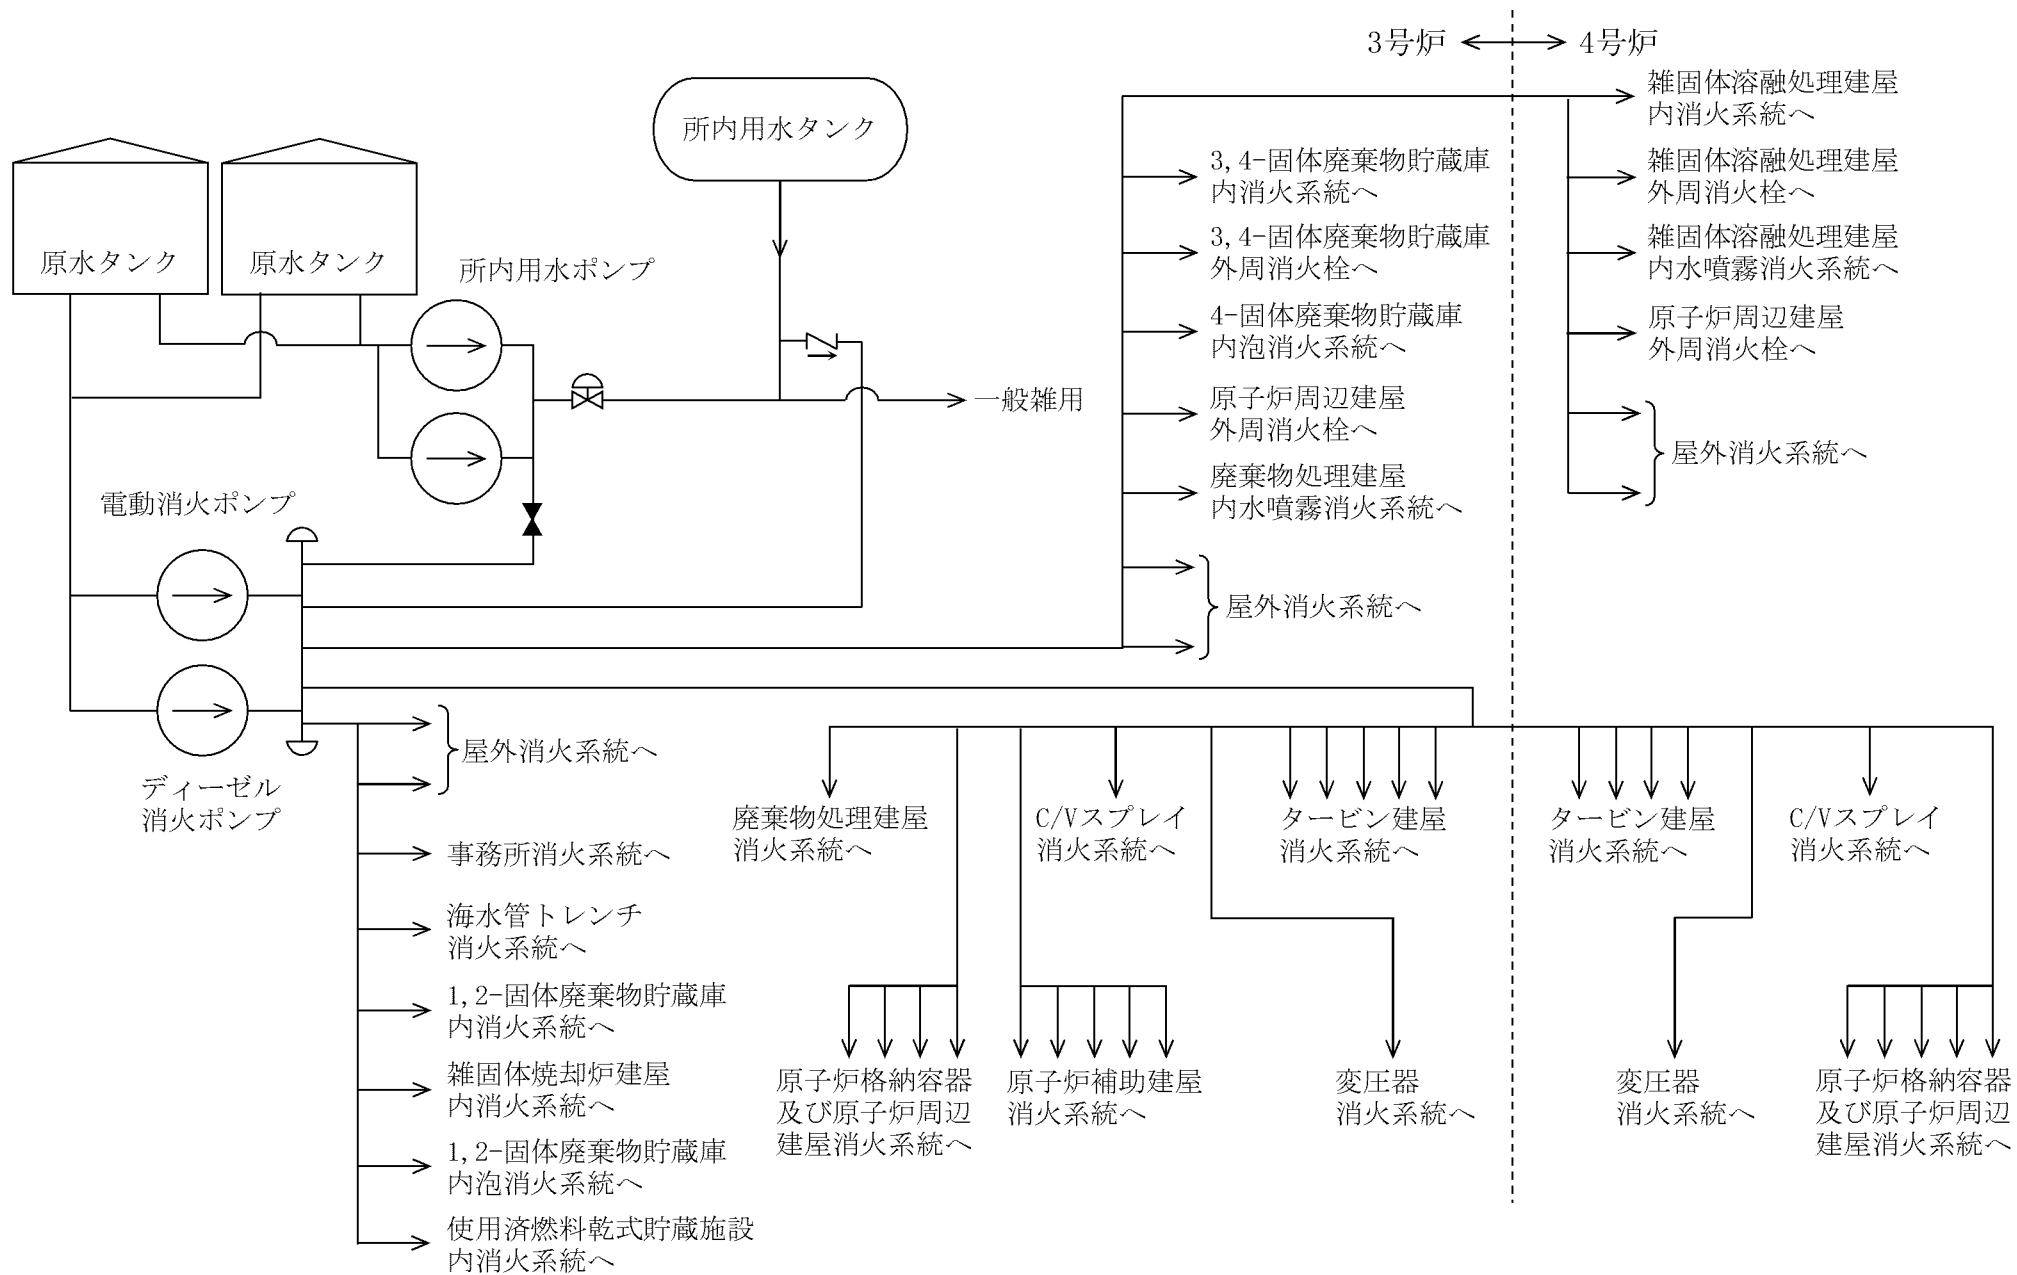 3号炉
4号炉
所内用水タンク
原水タンク
原水タンク
所内用水ポンプ
一般雑用
電動消火ポンプ
ディーゼル
消火ポンプ
雑固体溶融処理建屋
内消火系統へ
3,4-固体廃棄物貯蔵庫
内消火系統へ
雑固体溶融処理建屋
外周消火栓へ
3,4-固体廃棄物貯蔵庫
外周消火栓へ
雑固体溶融処理建屋
内水噴霧消火系統へ
4-固体廃棄物貯蔵庫
内泡消火系統へ
原子炉周辺建屋
外周消火栓へ
原子炉周辺建屋
外周消火栓へ
屋外消火系統へ
廃棄物処理建屋
内水噴霧消火系統へ
屋外消火系統へ
屋外消火系統へ
事務所消火系統へ
海水管トレンチ
消火系統へ
1,2-固体廃棄物貯蔵庫
内消火系統へ
雑固体焼却炉建屋
内消火系統へ
1,2-固体廃棄物貯蔵庫
内泡消火系統へ
使用済燃料乾式貯蔵施設
内消火系統へ
廃棄物処理建屋
消火系統へ
C/Vスプレイ
消火系統へ
タービン建屋
消火系統へ
タービン建屋
消火系統へ
C/Vスプレイ
消火系統へ
原子炉格納容器
及び原子炉周辺
建屋消火系統へ
原子炉補助建屋
消火系統へ
変圧器
消火系統へ
変圧器
消火系統へ
原子炉格納容器
及び原子炉周辺
建屋消火系統へ